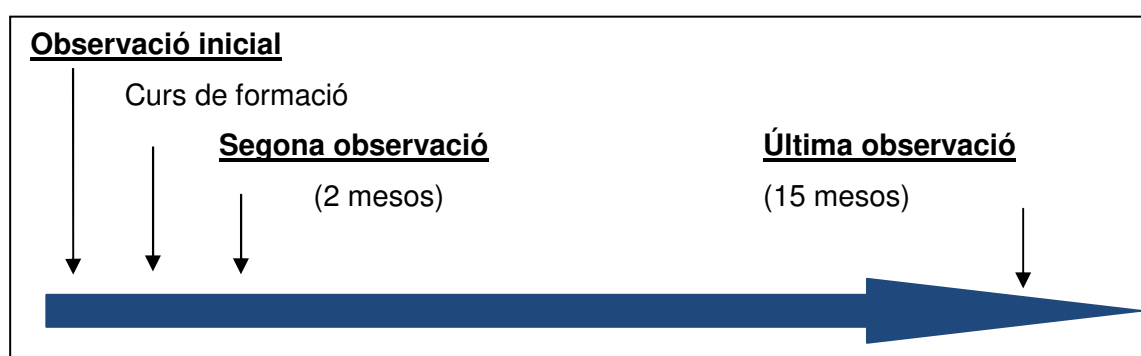 Observació inicial
Curs de formació
Segona observació
(2 mesos)
Última observació
(15 mesos)